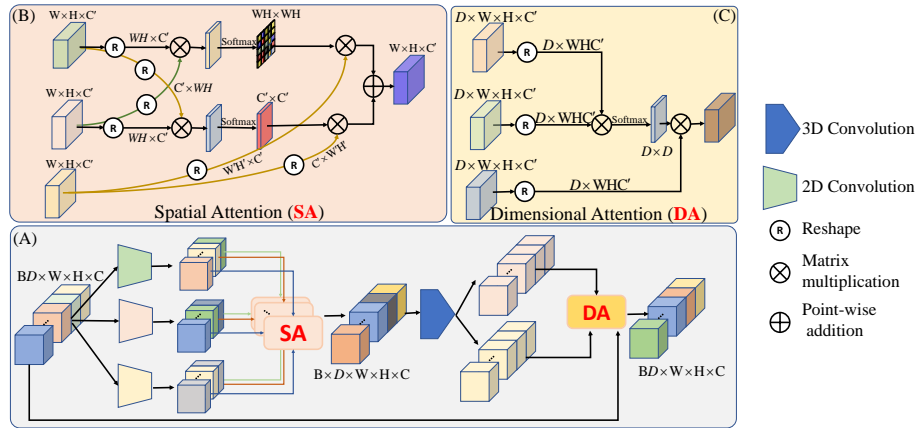 (B)
W×H×C'
R
WH×C'
Softmax
WH×WH
R
C'×WH
W×H×C'
W×H×C'
R
R
WH×C'
Softmax
C'×C'
W×H×C'
R
W'H'×C'
R
C'×W'H'
Spatial Attention (SA)
(C)
D×W×H×C'
R
D×WHC'
D×W×H×C'
R
D×WHC'
Softmax
D×D
D×W×H×C'
R
D×WHC'
Dimensional Attention (DA)
(A)
BD×W×H×C
SA
B×D×W×H×C
DA
BD×W×H×C
3D Convolution
2D Convolution
R
Reshape
Matrix
multiplication
Point-wise
addition